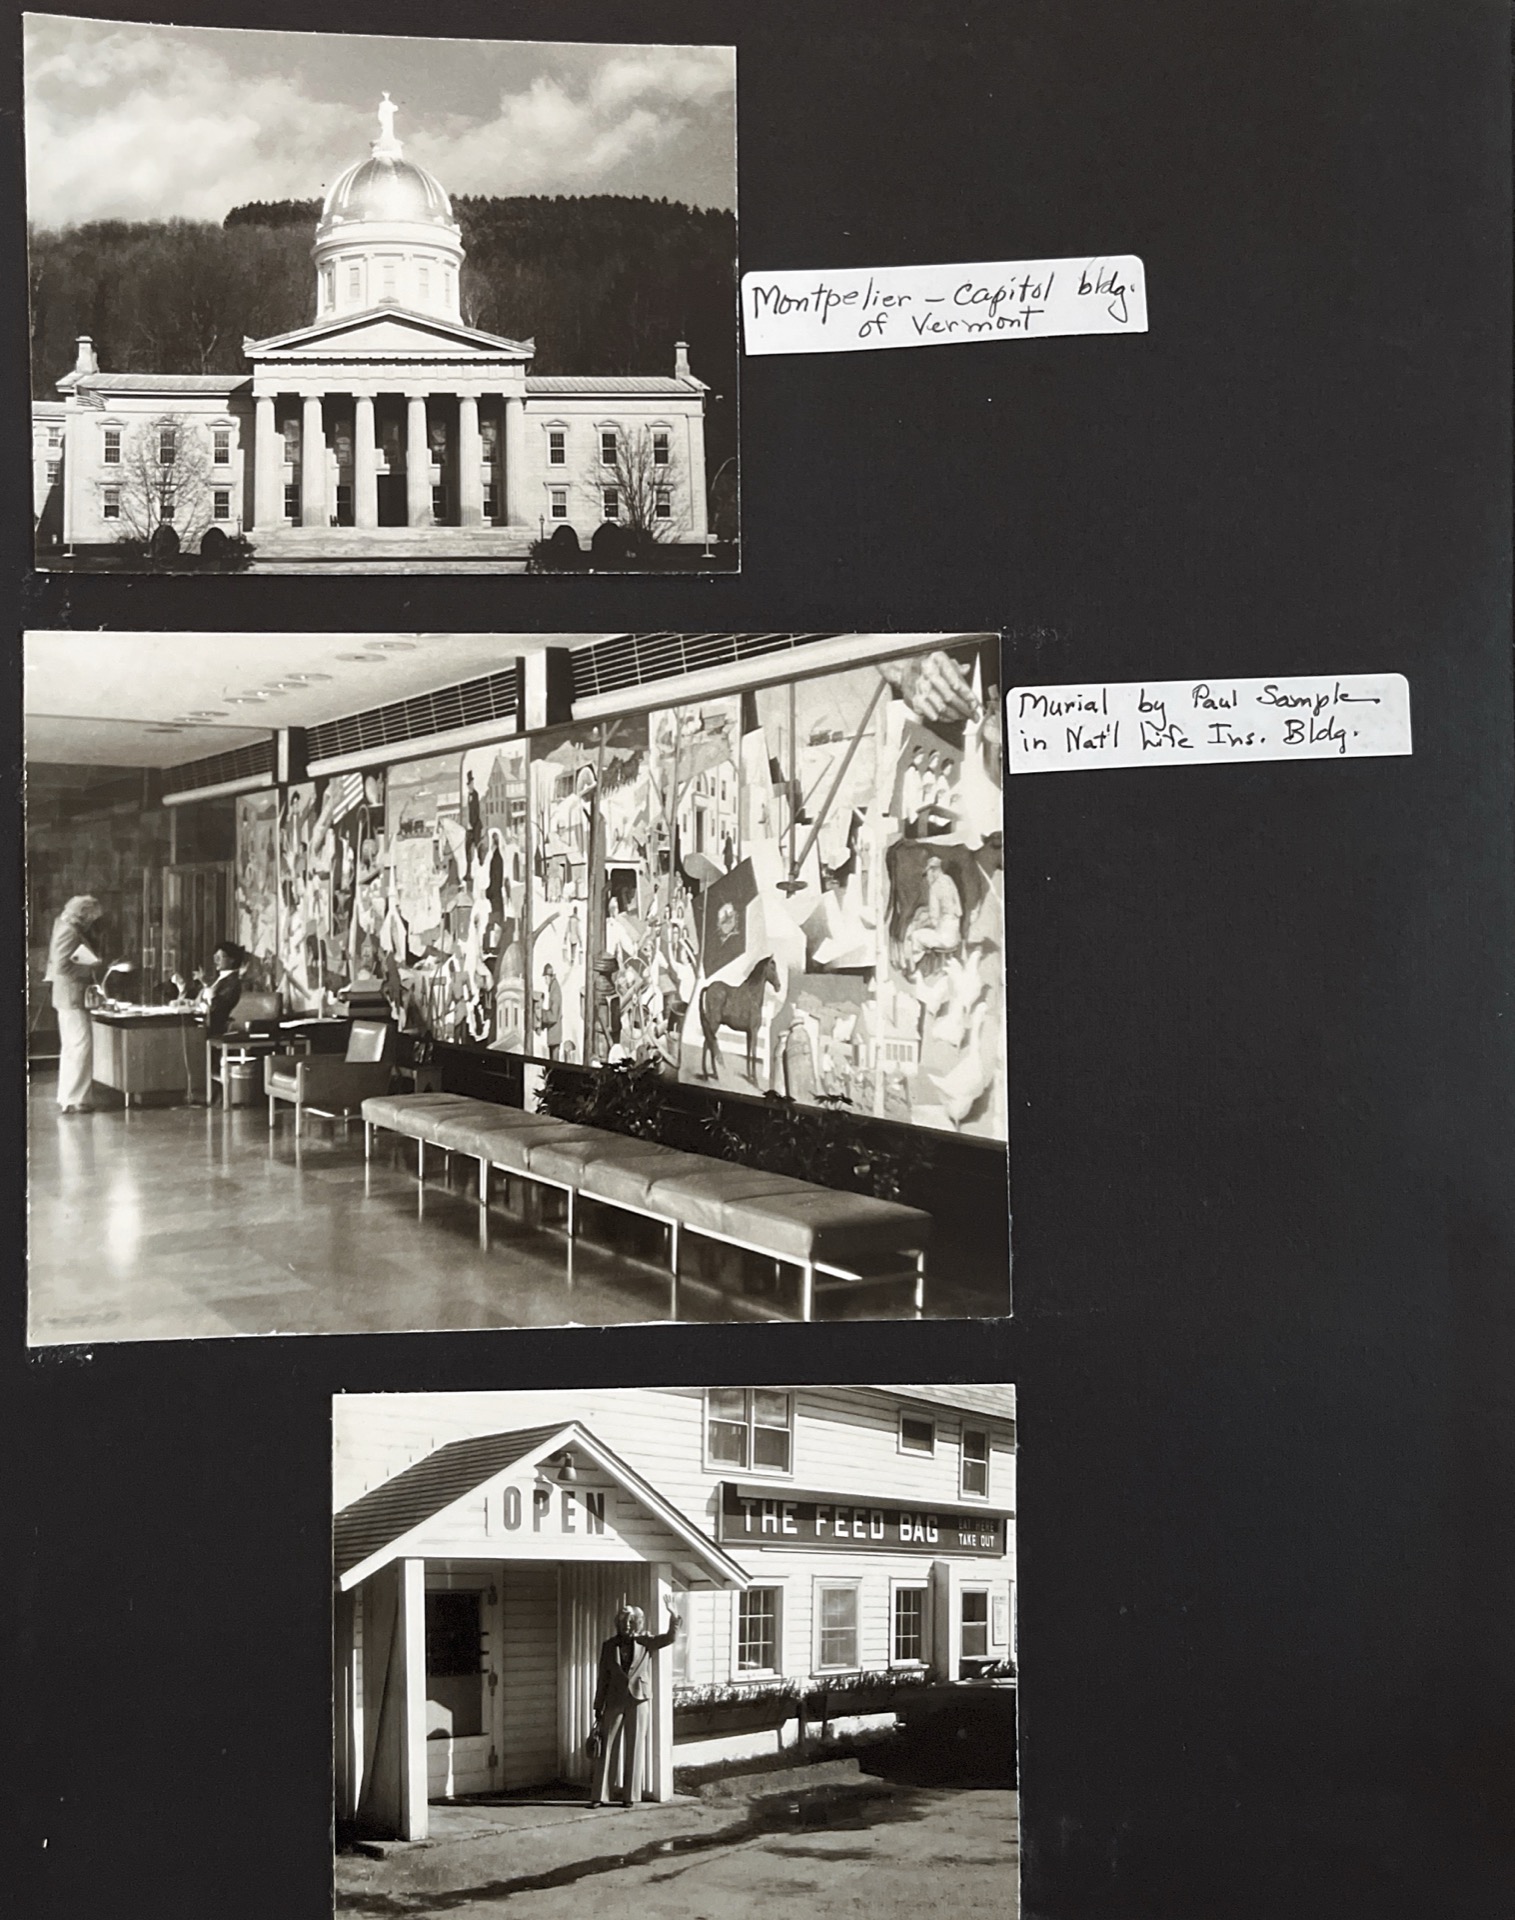 Montpelier - Capitol bldg.
of Vermont
Murial by Paul Sample
in Nat'l Life Ins. Bldg.
OPEN
THE FEED BAG
EAT HERE
TAKE OUT